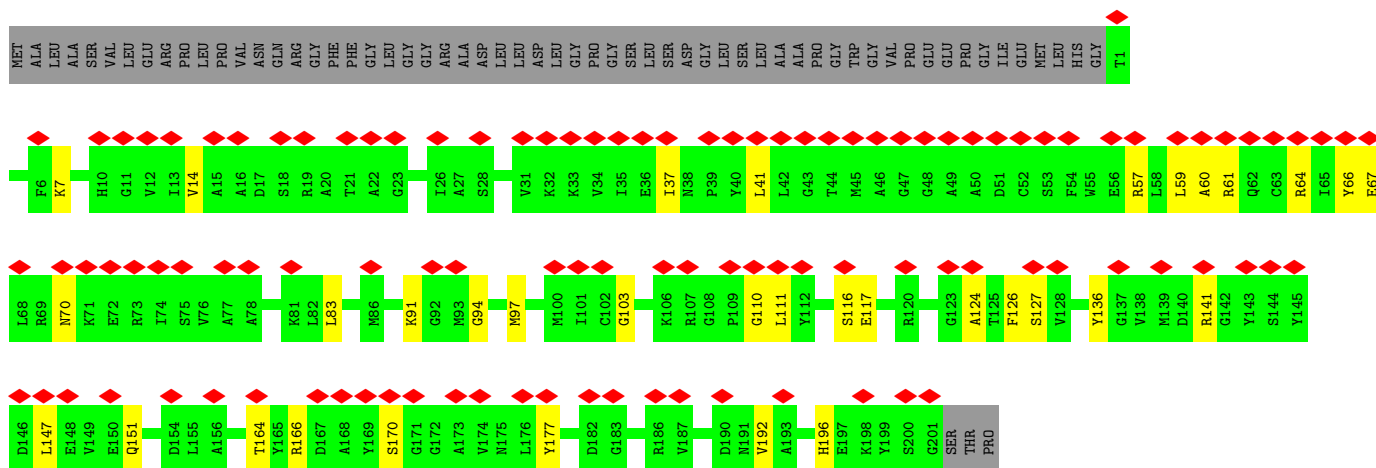 MET ALA LEU LEU ALA SER VAL LEU GLU ARG PRO LEU PRO VAL ASN GLN ARG GLY PHE PHE GLY LEU GLY GLY ARG ALA ASP LEU LEU ASP LEU GLY PRO GLY SER LEU SER ASP GLY LEU SER LEU ALA ALA PRO GLY TRP GLY VAL PRO GLU GLU PRO GLY ILE GLU MET LEU HIS GLY T1
F6 K7 H10 G11 V12 I13 V14 A15 A16 D17 S18 R19 A20 T21 A22 G23 I26 A27 S28 V31 K32 K33 V34 I35 E36 I37 N38 P39 Y40 L41 L42 G43 T44 M45 A46 G47 G48 A49 A50 D51 C52 S53 F54 W55 E56 R57 L58 L59 A60 R61 Q62 C63 R64 I65 Y66 E67
L68 R69 N70 K71 E72 R73 I74 S75 V76 A77 A78 K81 L82 L83 M86 K91 G92 M93 G94 M97 M100 I101 C102 G103 K106 R107 G108 P109 G110 L111 Y112 S116 E117 R120 G123 A124 T125 F126 S127 V128 Y136 G137 V138 M139 D140 R141 G142 Y143 S144 Y145
D146 L147 E148 V149 E150 Q151 D154 L155 A156 T164 Y165 R166 D167 A168 Y169 S170 G171 G172 A173 V174 N175 L176 Y177 D182 G183 R186 V187 D190 N191 V192 A193 H196 E197 K198 Y199 S200 G201 SER THR PRO